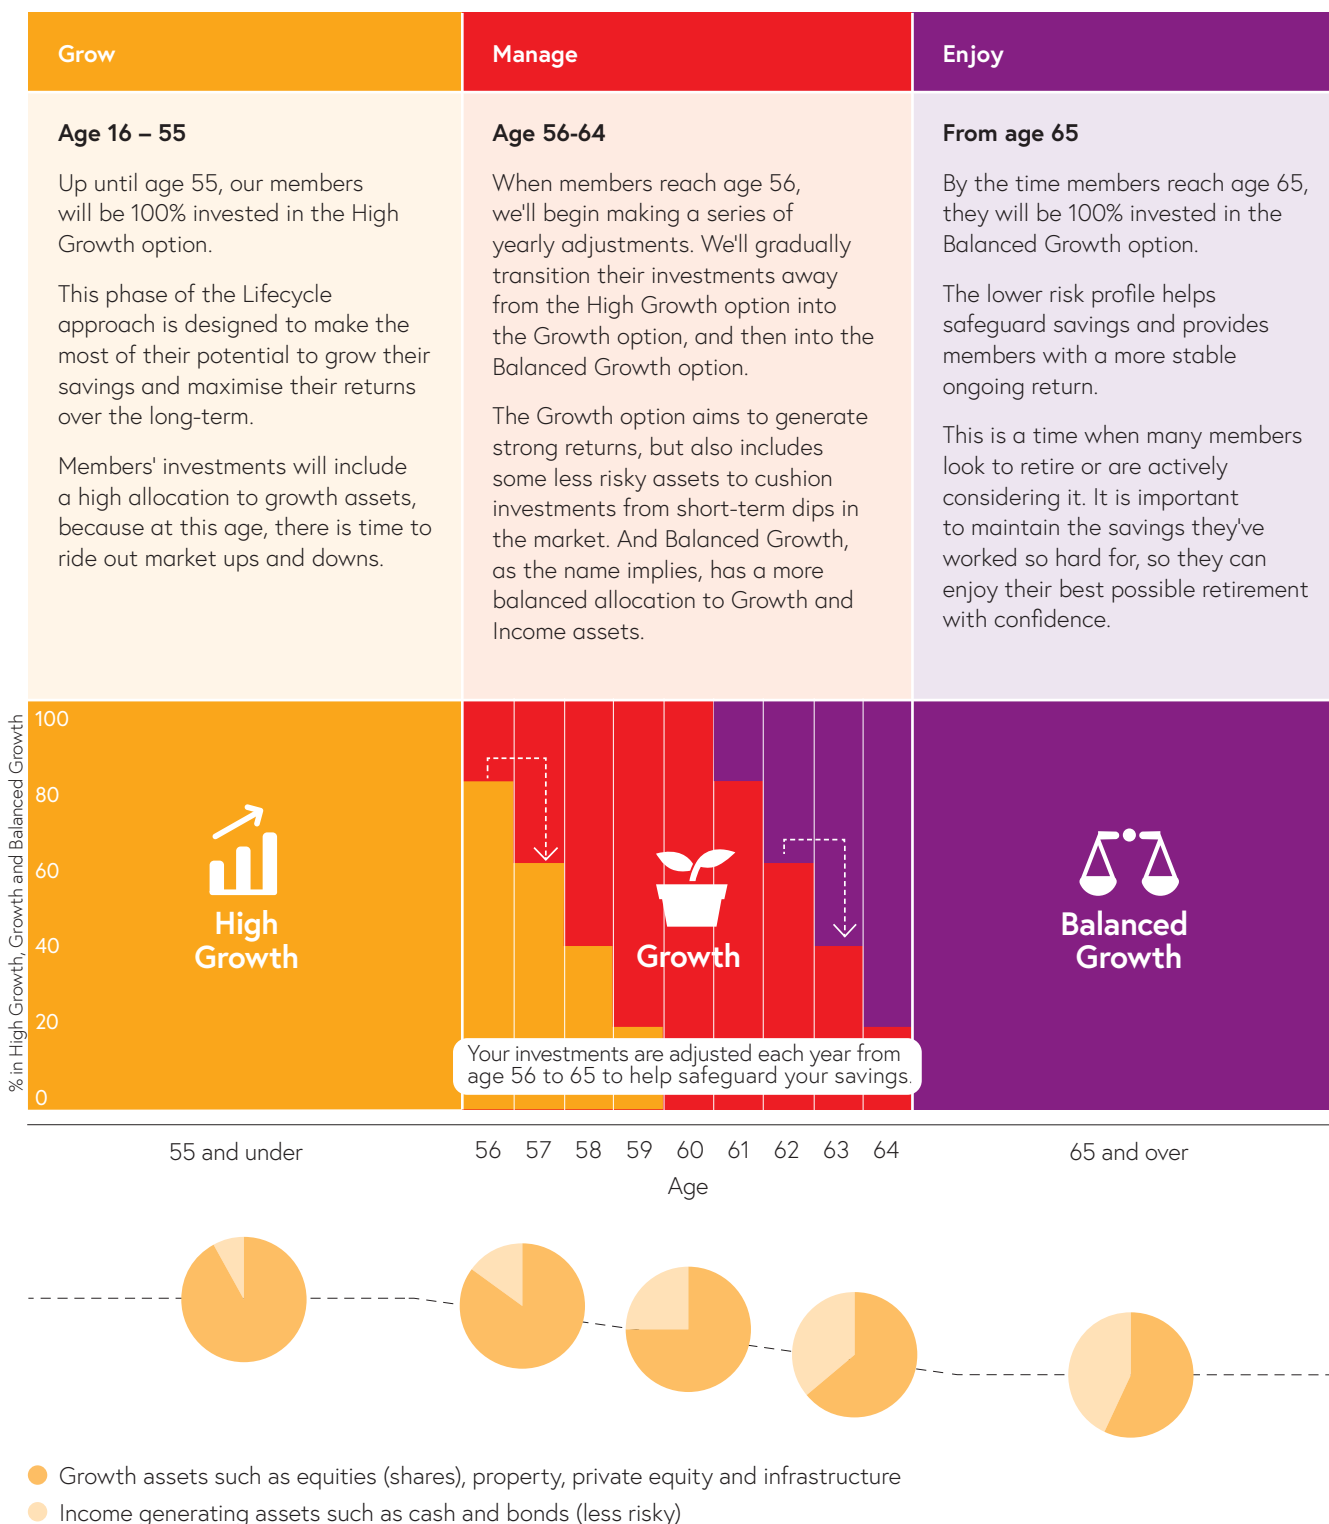 Grow
Age 16 – 55
Up until age 55, our members
will be 100% invested in the High
Growth option.
This phase of the Lifecycle
approach is designed to make the
most of their potential to grow their
savings and maximise their returns
over the long-term.
Members' investments will include
a high allocation to growth assets,
because at this age, there is time to
ride out market ups and downs.
Manage
Age 56-64
When members reach age 56,
we'll begin making a series of
yearly adjustments. We'll gradually
transition their investments away
from the High Growth option into
the Growth option, and then into the
Balanced Growth option.
The Growth option aims to generate
strong returns, but also includes
some less risky assets to cushion
investments from short-term dips in
the market. And Balanced Growth,
as the name implies, has a more
balanced allocation to Growth and
Income assets.
Enjoy
From age 65
By the time members reach age 65,
they will be 100% invested in the
Balanced Growth option.
The lower risk profile helps
safeguard savings and provides
members with a more stable
ongoing return.
This is a time when many members
look to retire or are actively
considering it. It is important
to maintain the savings they've
worked so hard for, so they can
enjoy their best possible retirement
with confidence.
% in High Growth, Growth and Balanced Growth
100
80
60
40
20
0
High
Growth
Growth
Balanced
Growth
Your investments are adjusted each year from
age 56 to 65 to help safeguard your savings.
55 and under
56 57 58 59 60 61 62 63 64
65 and over
Age
Growth assets such as equities (shares), property, private equity and infrastructure
Income generating assets such as cash and bonds (less risky)